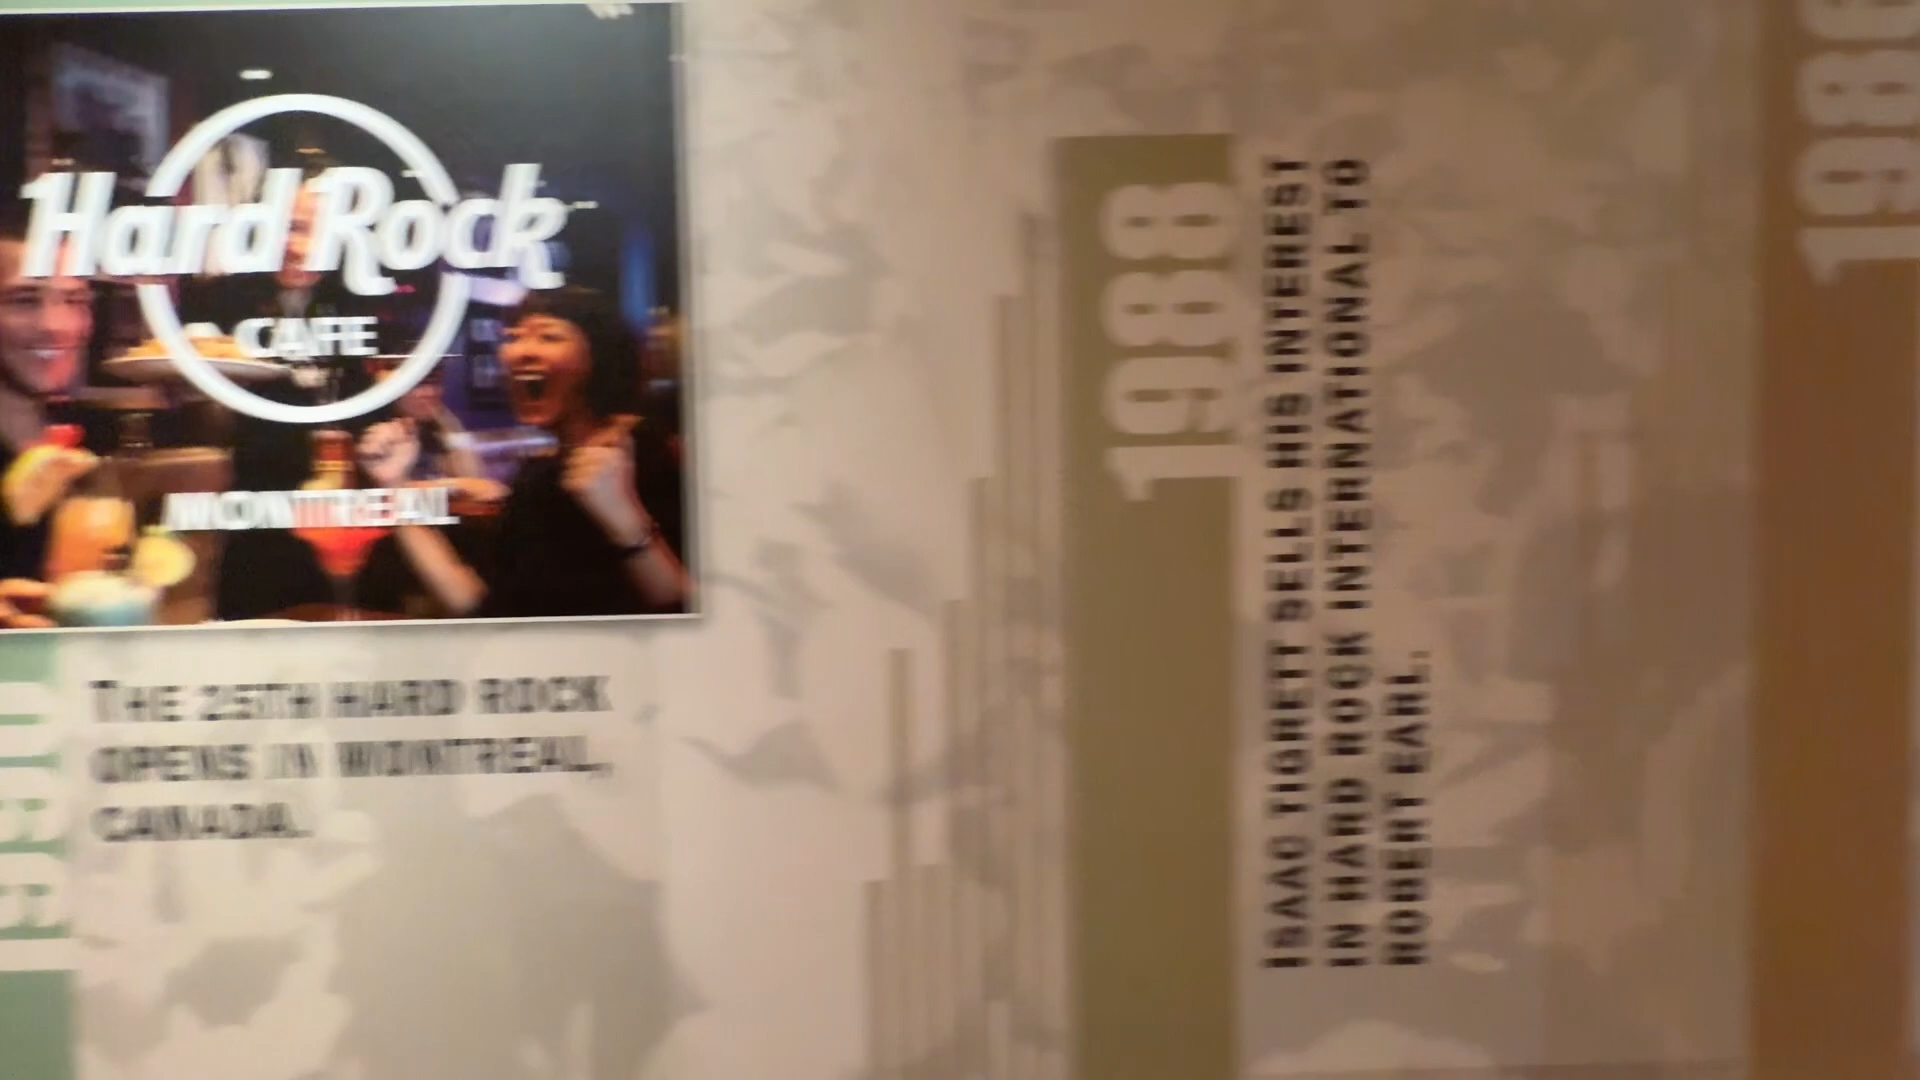 Hard Rock
CAFE
MONTREAL
THE 25TH HARD ROCK
OPENS IN MONTREAL,
CANADA.
1988
ISAAC TIGRETT SELLS HIS INTEREST
IN HARD ROCK INTERNATIONAL TO
ROBERT EARL.